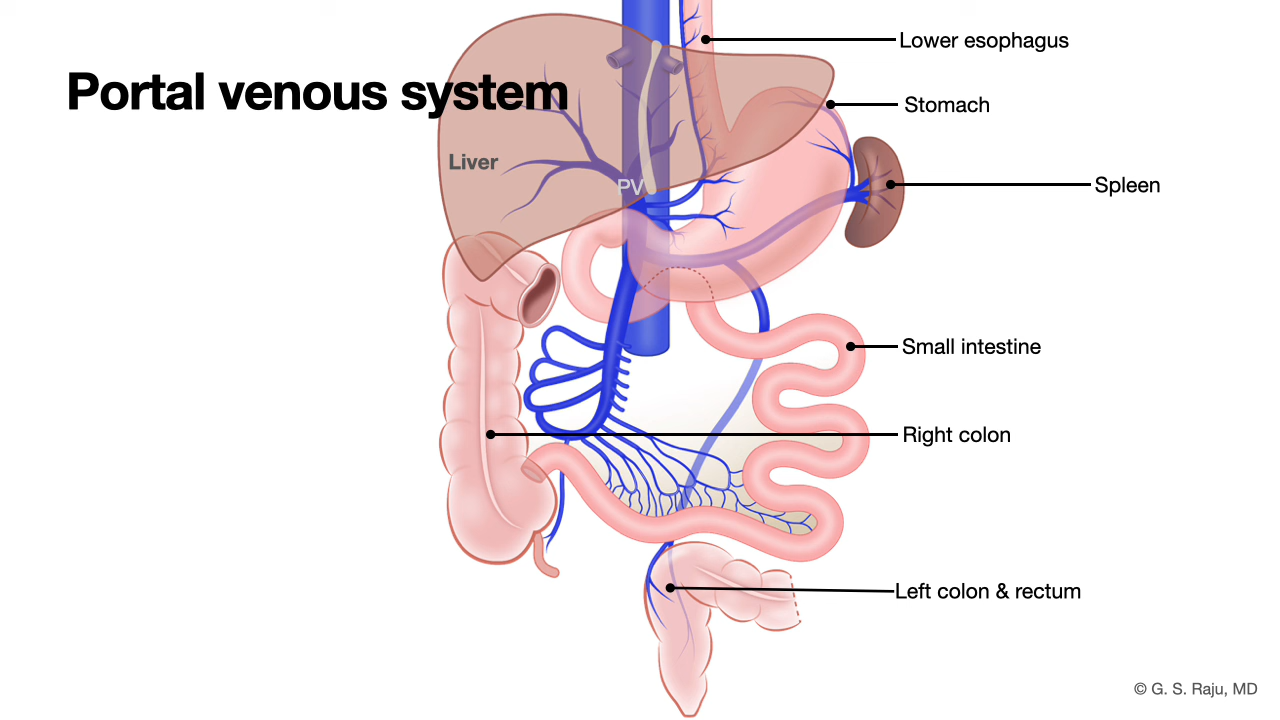 Lower esophagus
Portal venous system
Stomach
Liver
PV
Spleen
Small intestine
Right colon
Left colon & rectum
© G. S. Raju, MD